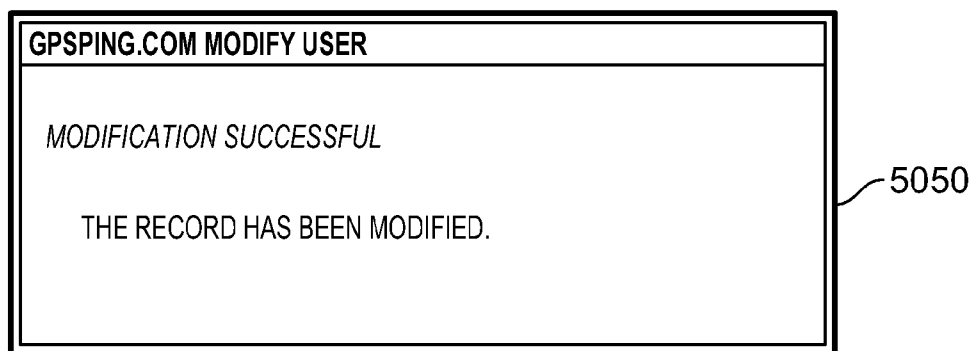 GPSPING.COM MODIFY USER
MODIFICATION SUCCESSFUL
5050
THE RECORD HAS BEEN MODIFIED.